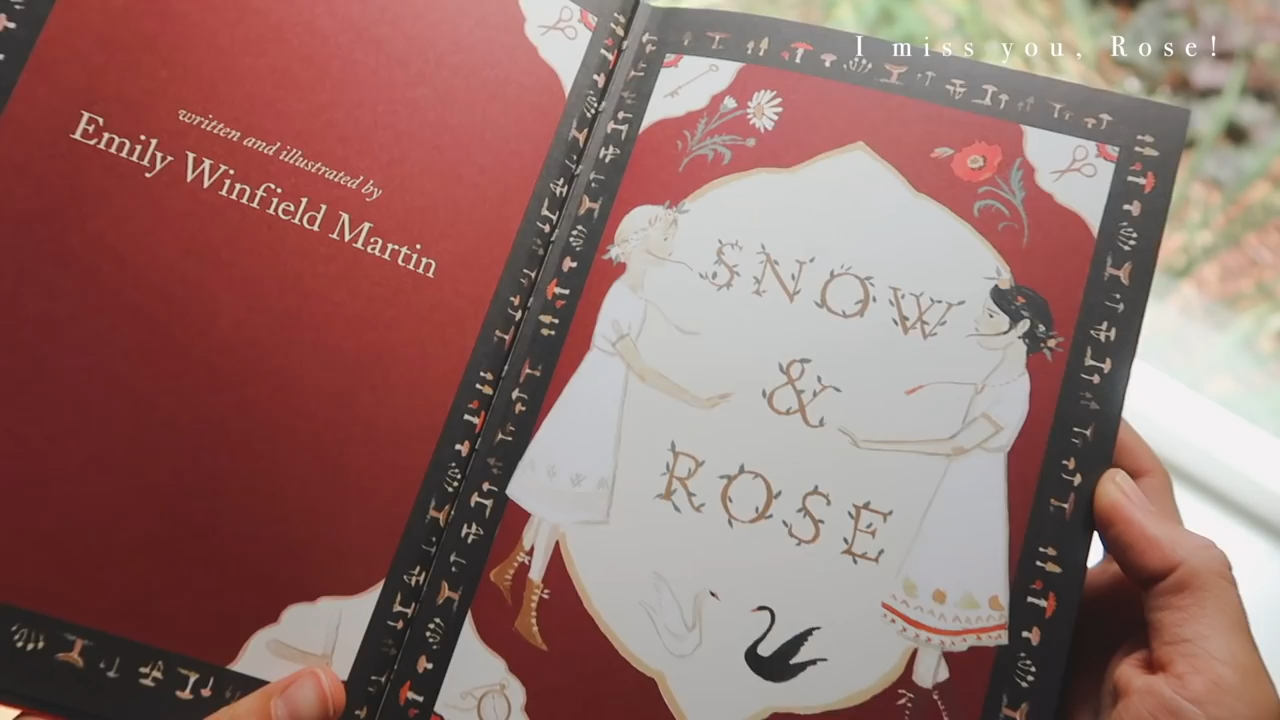 I miss you, Rose!
written and illustrated by
Emily Winfield Martin
SNOW
&
ROSE